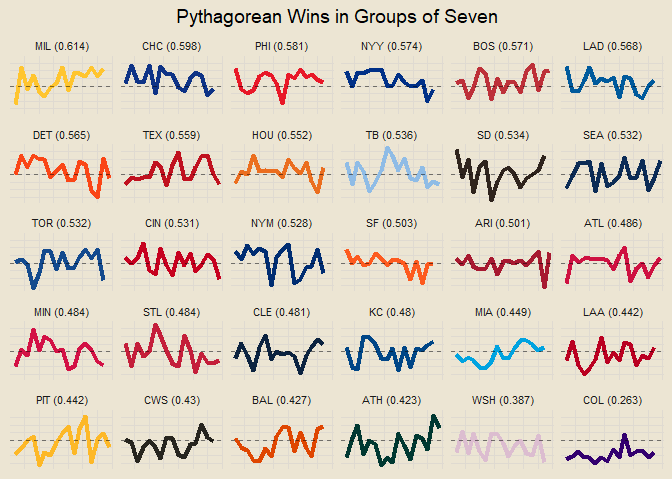 Pythagorean Wins in Groups of Seven
MIL (0.614) CHC (0.598) PHI (0.581) NYY (0.574) BOS (0.571) LAD (0.568)
DET (0.565) TEX (0.559) HOU (0.552) TB (0.536) SD (0.534) SEA (0.532)
TOR (0.532) CIN (0.531) NYM (0.528) SF (0.503) ARI (0.501) ATL (0.486)
MIN (0.484) STL (0.484) CLE (0.481) KC (0.48) MIA (0.449) LAA (0.442)
PIT (0.442) CWS (0.43) BAL (0.427) ATH (0.423) WSH (0.387) COL (0.263)